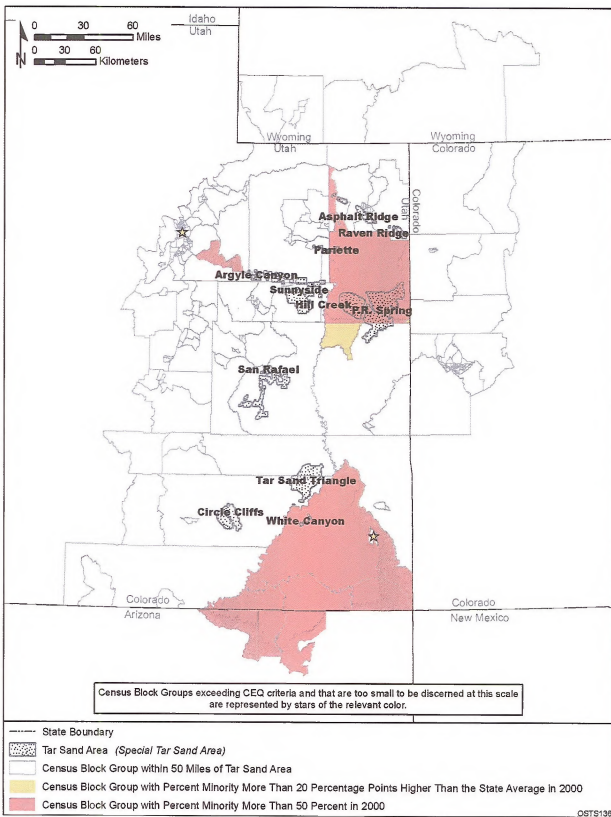 Idaho
Utah
N
0 30 60
Miles
0 30 60
Kilometers
Wyoming
Utah
Wyoming
Colorado
Utah
Colorado
Asphalt Ridge
Raven Ridge
Pariette
Argyle Canyon
Sunnyside
Hill Creek
P.R. Spring
San Rafael
Tar Sand Triangle
Circle Cliffs
White Canyon
Colorado
Arizona
Colorado
New Mexico
Census Block Groups exceeding CEQ criteria and that are too small to be discerned at this scale
are represented by stars of the relevant color.
State Boundary
Tar Sand Area (Special Tar Sand Area)
Census Block Group within 50 Miles of Tar Sand Area
Census Block Group with Percent Minority More Than 20 Percentage Points Higher Than the State Average in 2000
Census Block Group with Percent Minority More Than 50 Percent in 2000
OSTS136